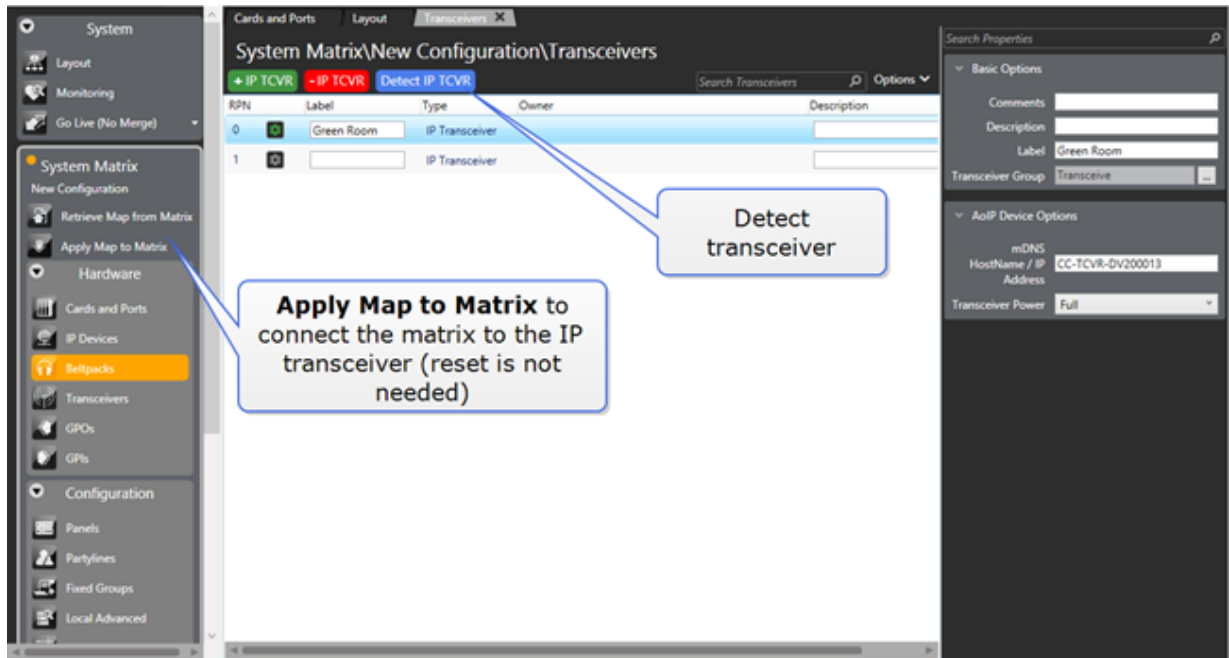 System
Layout
Monitoring
Go Live (No Merge)
System Matrix
New Configuration
Retrieve Map from Matrix
Apply Map to Matrix
Hardware
Cards and Ports
IP Devices
Beltpacks
Transceivers
GPOs
GPIs
Configuration
Panels
Partylines
Fixed Groups
Local Advanced
Cards and Ports Layout Transceivers X
System Matrix\New Configuration\Transceivers
+ IP TCVR - IP TCVR Detect IP TCVR Search Transceivers Options
RPN Label Type Owner Description
0 Green Room IP Transceiver
1 IP Transceiver
Detect
transceiver
Apply Map to Matrix to
connect the matrix to the IP
transceiver (reset is not
needed)
Search Properties
Basic Options
Comments
Description
Label Green Room
Transceiver Group Transceive ...
AoIP Device Options
mDNS
HostName / IP CC-TCVR-DV200013
Address
Transceiver Power Full